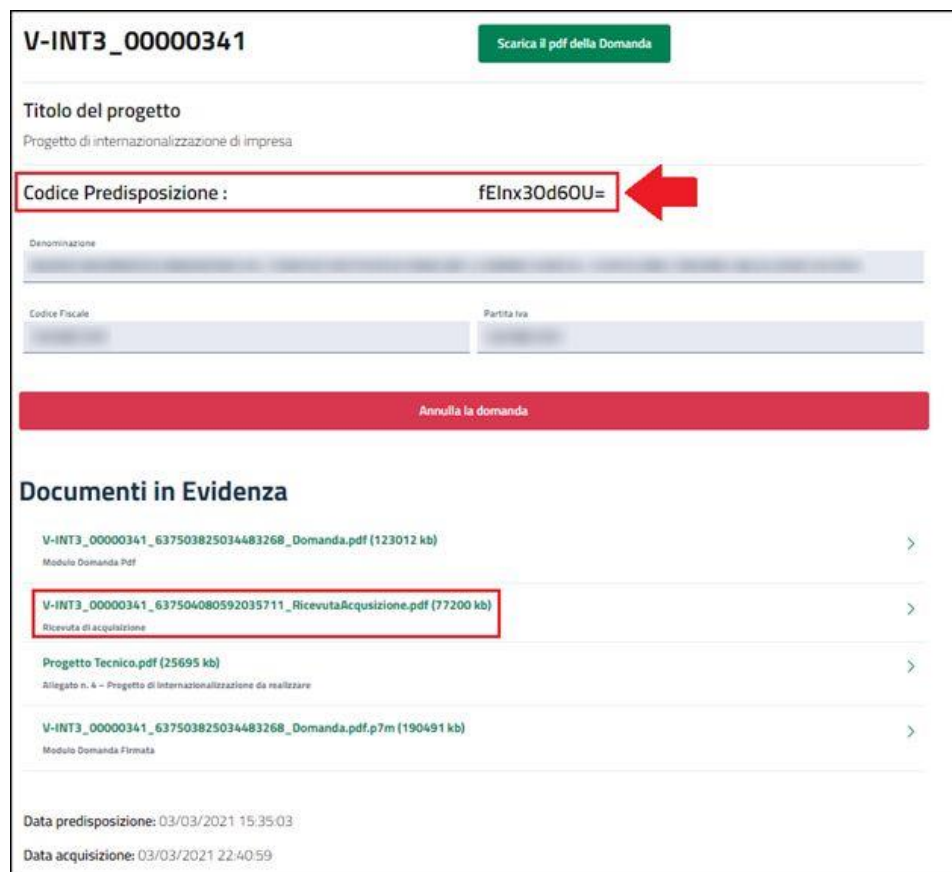 V-INT3_00000341
Scarica il pdf della Domanda
Titolo del progetto
Progetto di internazionalizzazione di impresa
Codice Predisposizione : fEInx3Od6OU=
Denominazione
Codice Fiscale
Partita Iva
Annulla la domanda
Documenti in Evidenza
V-INT3_00000341_637503825034483268_Domanda.pdf (123012 kb)
Modulo Domanda Pdf
V-INT3_00000341_637504080592035711_RicevutaAcqusizione.pdf (77200 kb)
Ricevuta di acquisizione
Progetto Tecnico.pdf (25695 kb)
Allegato n. 4 – Progetto di Internazionalizzazione da realizzare
V-INT3_00000341_637503825034483268_Domanda.pdf.p7m (190491 kb)
Modulo Domanda Firmata
Data predisposizione: 03/03/2021 15:35:03
Data acquisizione: 03/03/2021 22:40:59